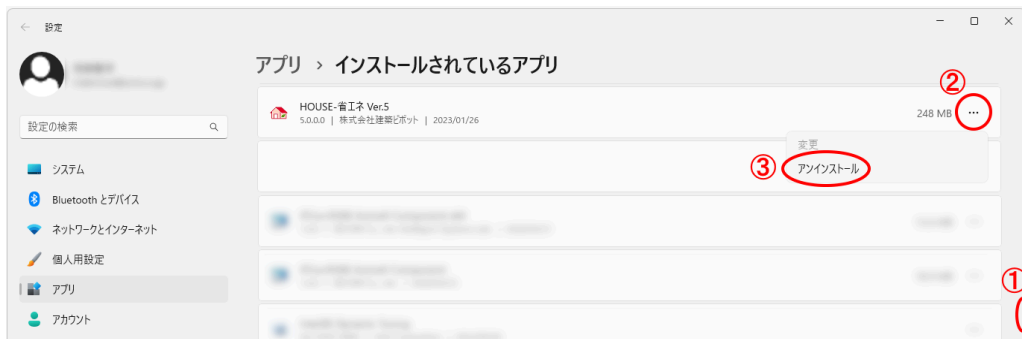 設定
アプリ > インストールされているアプリ
②
HOUSE-省エネ Ver.5
5.0.0.0 | 株式会社建築ピボット | 2023/01/26
248 MB ...
設定の検索
変更
③ アンインストール
システム
Bluetooth とデバイス
ネットワークとインターネット
個人用設定
アプリ
①
アカウント